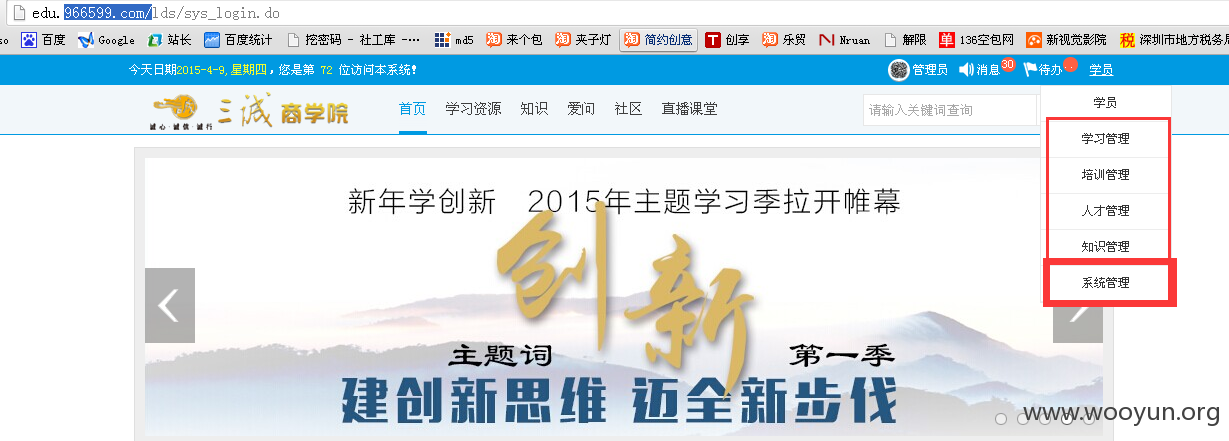 edu.966599.com/lds/sys_login.do
so 百度 Google 站长 百度统计 挖密码 - 社工库 -… md5 来个包 夹子灯 简约创意 创享 乐贸 Nruan 解限 136空包网 新视觉影院 深圳市地方税务局
今天日期2015-4-9,星期四，您是第 72 位访问本系统! 管理员 消息 30 待办 ... 学员
三诚 商学院 首页 学习资源 知识 爱问 社区 直播课堂 请输入关键词查询 学员
诚心·诚信·诚行
学习管理
培训管理
人才管理
知识管理
系统管理
新年学创新 2015年主题学习季拉开帷幕
创新
主题词 第一季
建创新思维 迈全新步伐
www.wooyun.org